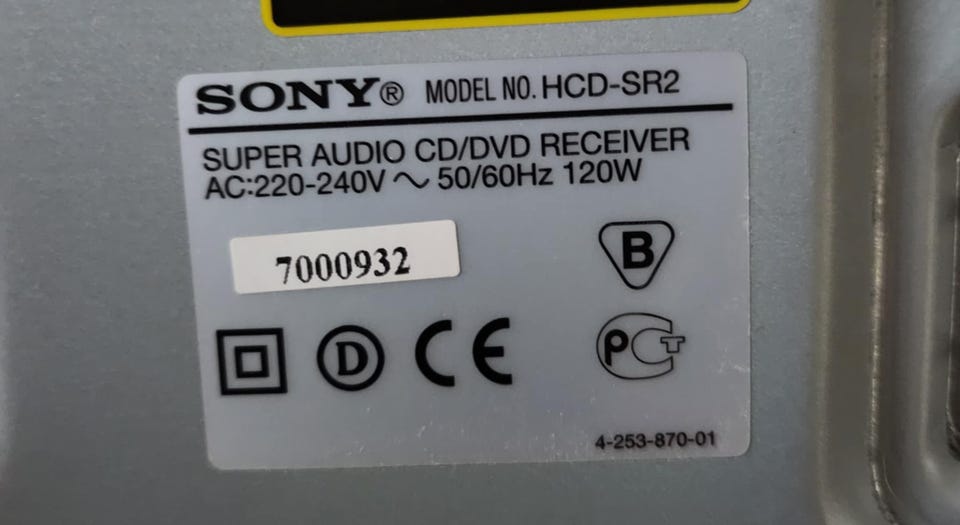 SONY® MODEL NO. HCD-SR2
SUPER AUDIO CD/DVD RECEIVER
AC:220-240V ~ 50/60Hz 120W
7000932
B
D CE
PCT
4-253-870-01